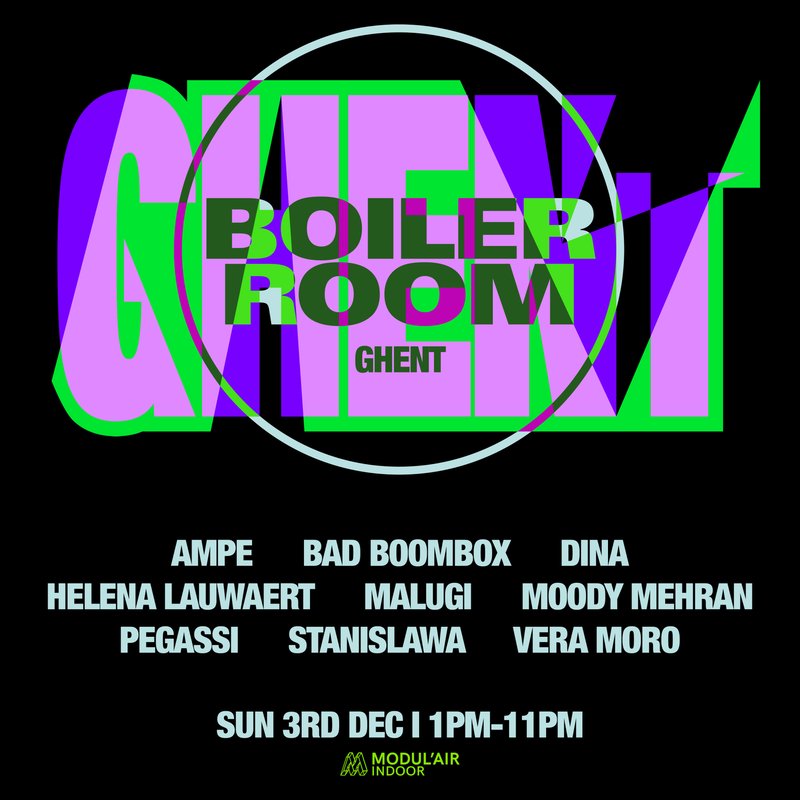 GHENT
BOILER
ROOM
GHENT
AMPE BAD BOOMBOX DINA
HELENA LAUWAERT MALUGI MOODY MEHRAN
PEGASSI STANISLAWA VERA MORO
SUN 3RD DEC | 1PM-11PM
MODUL'AIR
INDOOR